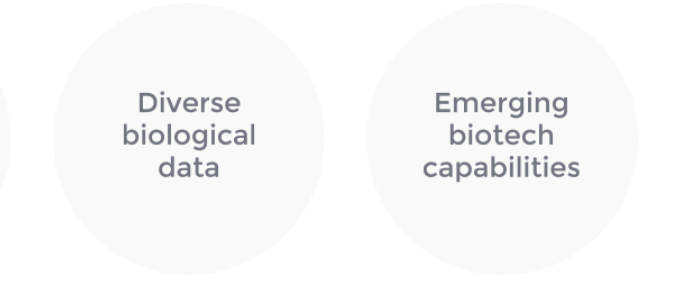 Diverse
biological
data
Emerging
biotech
capabilities